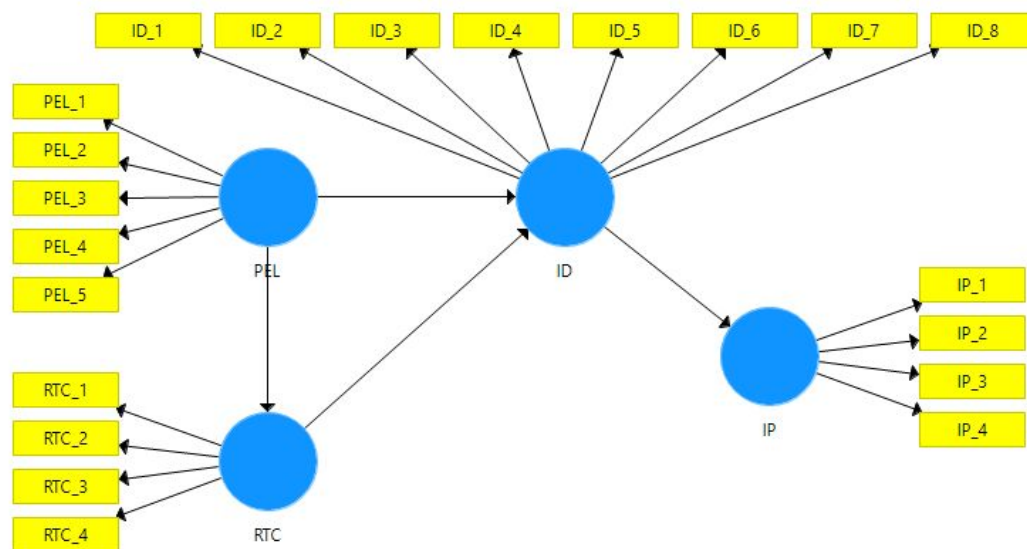 ID_1
ID_2
ID_3
ID_4
ID_5
ID_6
ID_7
ID_8
PEL_1
PEL_2
PEL_3
PEL_4
PEL_5
PEL
ID
IP_1
IP_2
IP_3
IP_4
IP
RTC_1
RTC_2
RTC_3
RTC_4
RTC